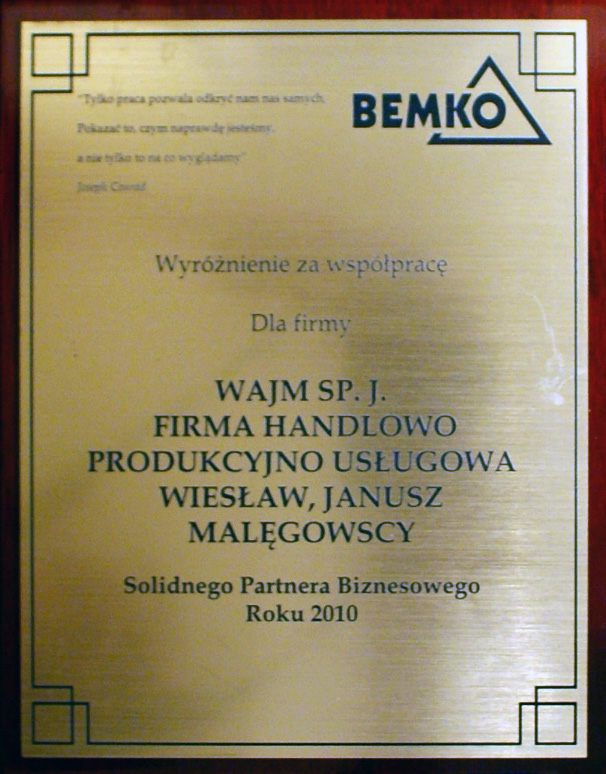 "Tylko praca pozwala odkryć nam nas samych,
Pokazać to, czym naprawdę jesteśmy,
a nie tylko to na co wyglądamy"
Joseph Conrad
BEMKO
Wyróżnienie za współpracę
Dla firmy
WAJM SP. J.
FIRMA HANDLOWO
PRODUKCYJNO USŁUGOWA
WIESŁAW, JANUSZ
MALĘGOWSCY
Solidnego Partnera Biznesowego
Roku 2010